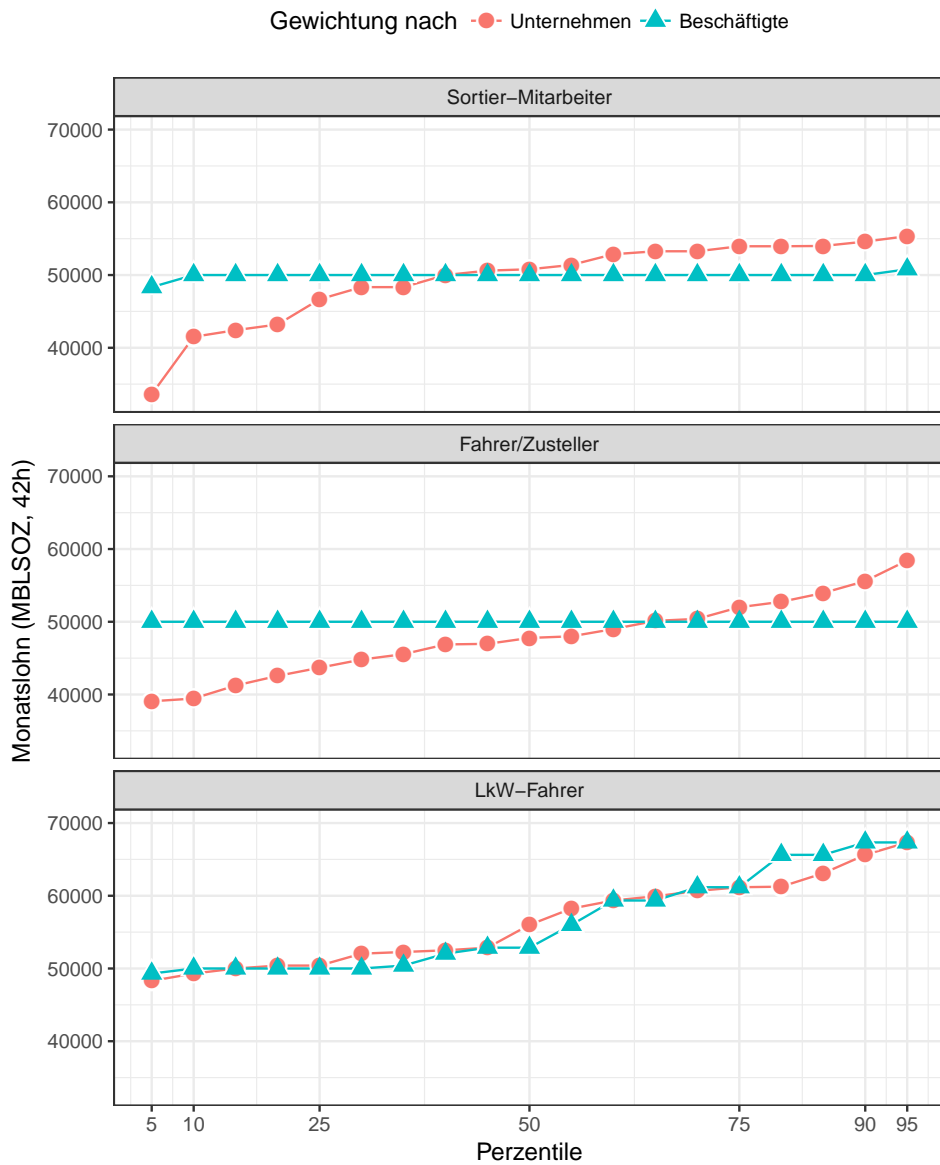 Gewichtung nach Unternehmen Beschäftigte
Sortier−Mitarbeiter
70000
60000
50000
40000
Fahrer/Zusteller
70000
60000
50000
40000
Monatslohn (MBLSOZ, 42h)
LkW−Fahrer
70000
60000
50000
40000
5 10 25 50 75 90 95
Perzentile